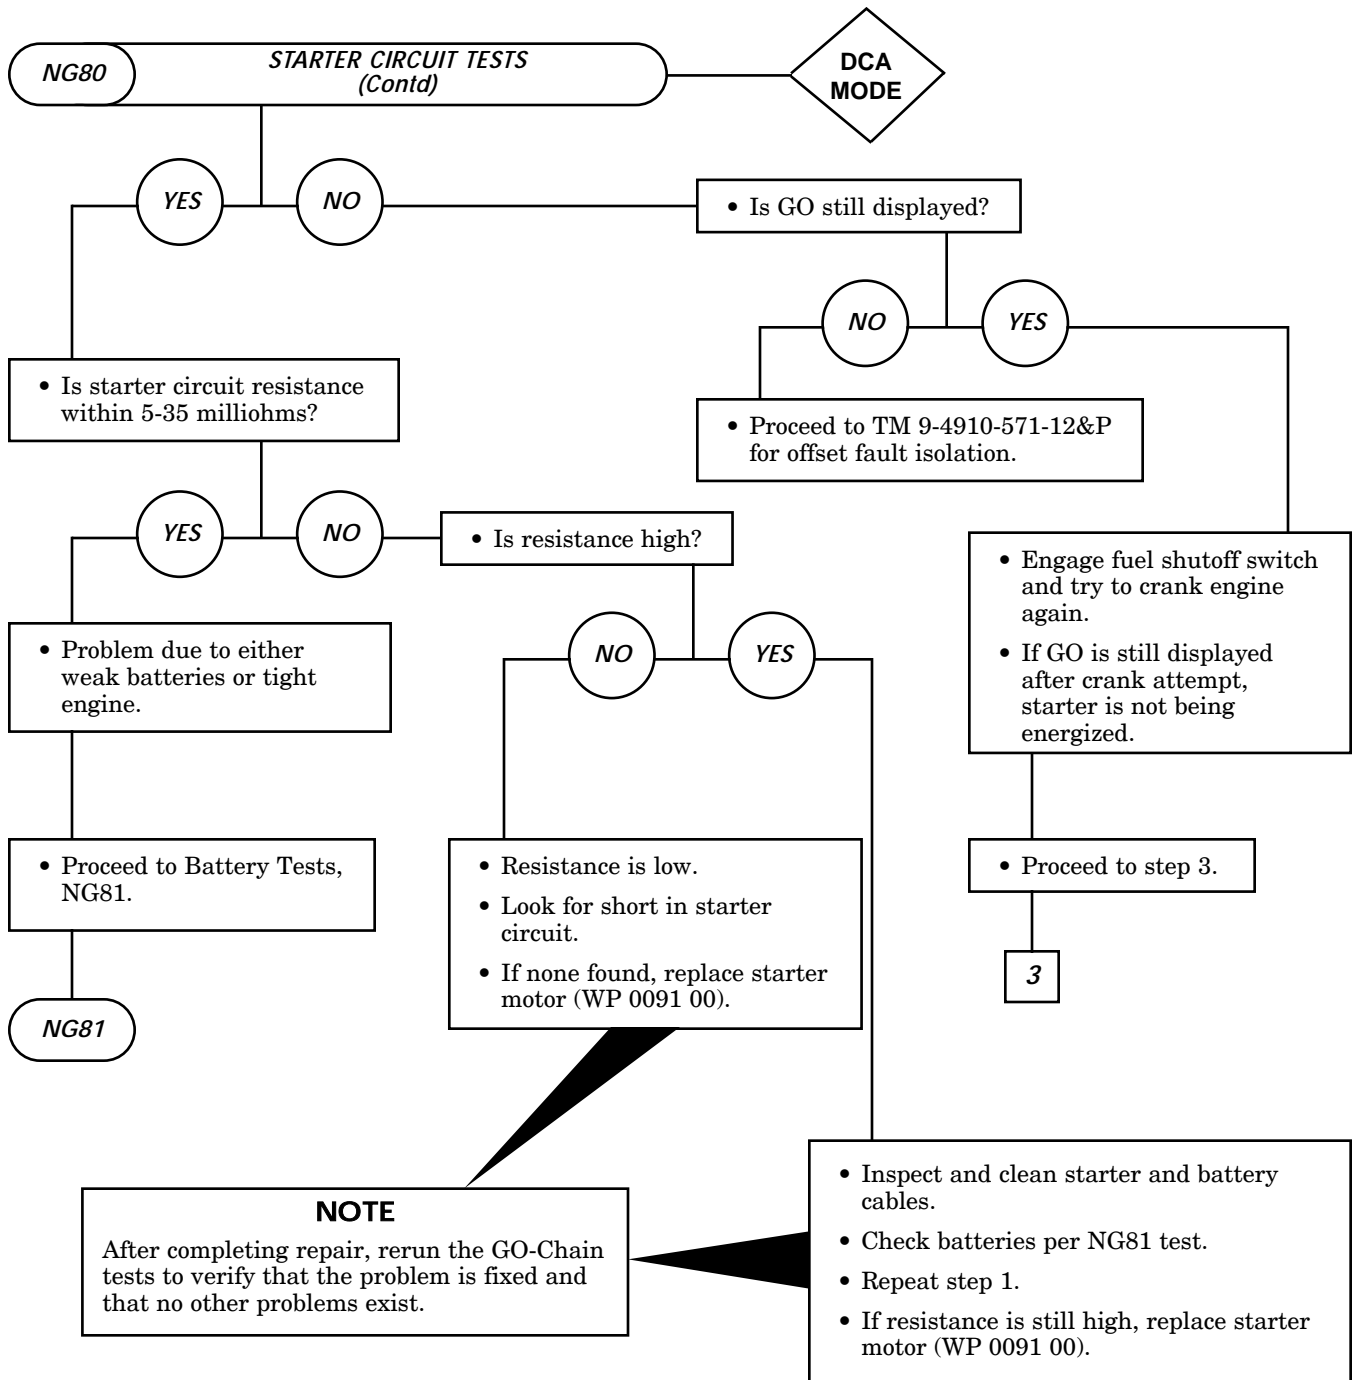 NG80
STARTER CIRCUIT TESTS
(Contd)
DCA
MODE
YES
NO
• Is GO still displayed?
NO
YES
• Is starter circuit resistance
within 5-35 milliohms?
• Proceed to TM 9-4910-571-12&P
for offset fault isolation.
YES
NO
• Is resistance high?
• Engage fuel shutoff switch
and try to crank engine
again.
• If GO is still displayed
after crank attempt,
starter is not being
energized.
• Problem due to either
weak batteries or tight
engine.
NO
YES
• Proceed to Battery Tests,
NG81.
• Resistance is low.
• Look for short in starter
circuit.
• If none found, replace starter
motor (WP 0091 00).
• Proceed to step 3.
3
NG81
NOTE
After completing repair, rerun the GO-Chain
tests to verify that the problem is fixed and
that no other problems exist.
• Inspect and clean starter and battery
cables.
• Check batteries per NG81 test.
• Repeat step 1.
• If resistance is still high, replace starter
motor (WP 0091 00).